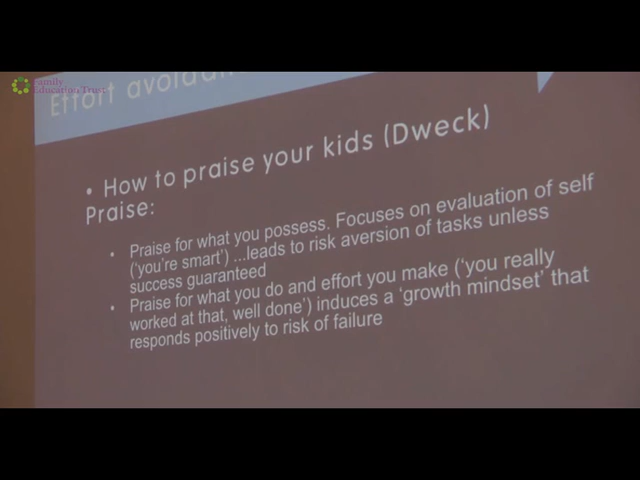 Family
Education Trust
Effort avoidan
• How to praise your kids (Dweck)
Praise:
• Praise for what you possess. Focuses on evaluation of self
('you're smart') ...leads to risk aversion of tasks unless
success guaranteed
• Praise for what you do and effort you make ('you really
worked at that, well done') induces a 'growth mindset' that
responds positively to risk of failure